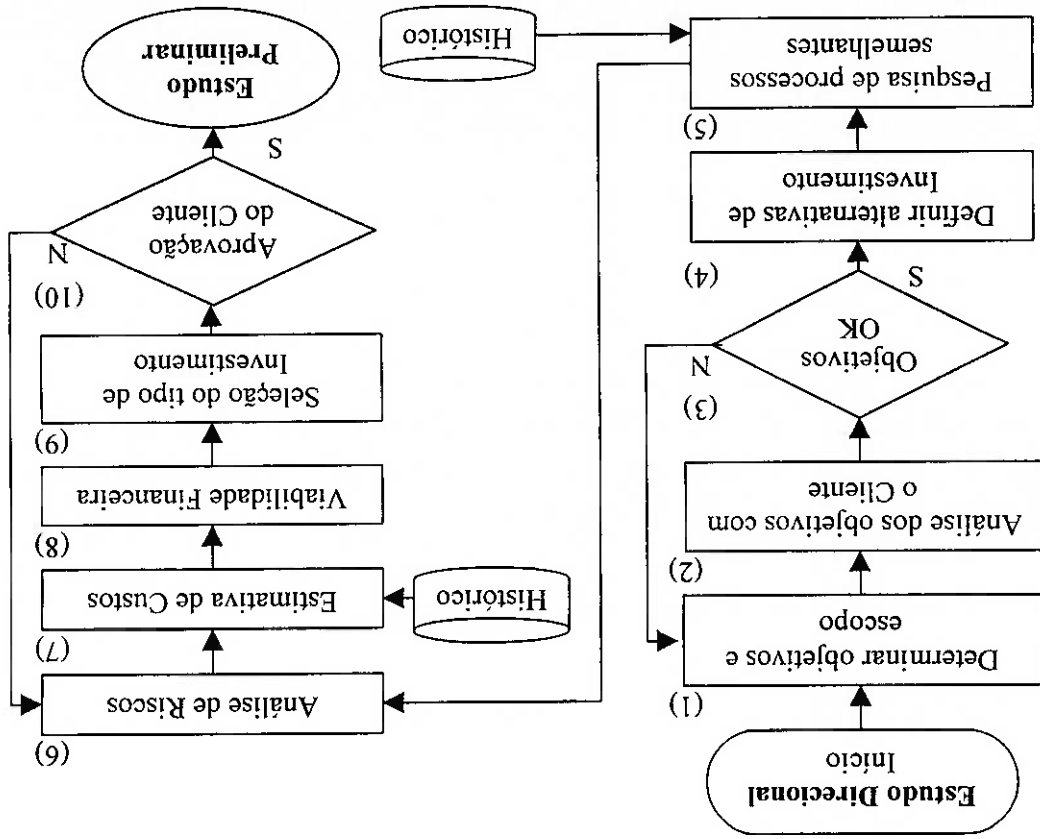 Estudo Direcional
Início
(1)
Determinar objetivos e
escopo
(2)
Análise dos objetivos com
o Cliente
(3)
Objetivos
OK
N
S
(4)
Definir alternativas de
Investimento
(5)
Pesquisa de processos
semelhantes
Histórico
(6)
Análise de Riscos
(7)
Estimativa de Custos
Histórico
(8)
Viabilidade Financeira
(9)
Seleção do tipo de
Investimento
(10)
Aprovação
do Cliente
N
S
Estudo
Preliminar